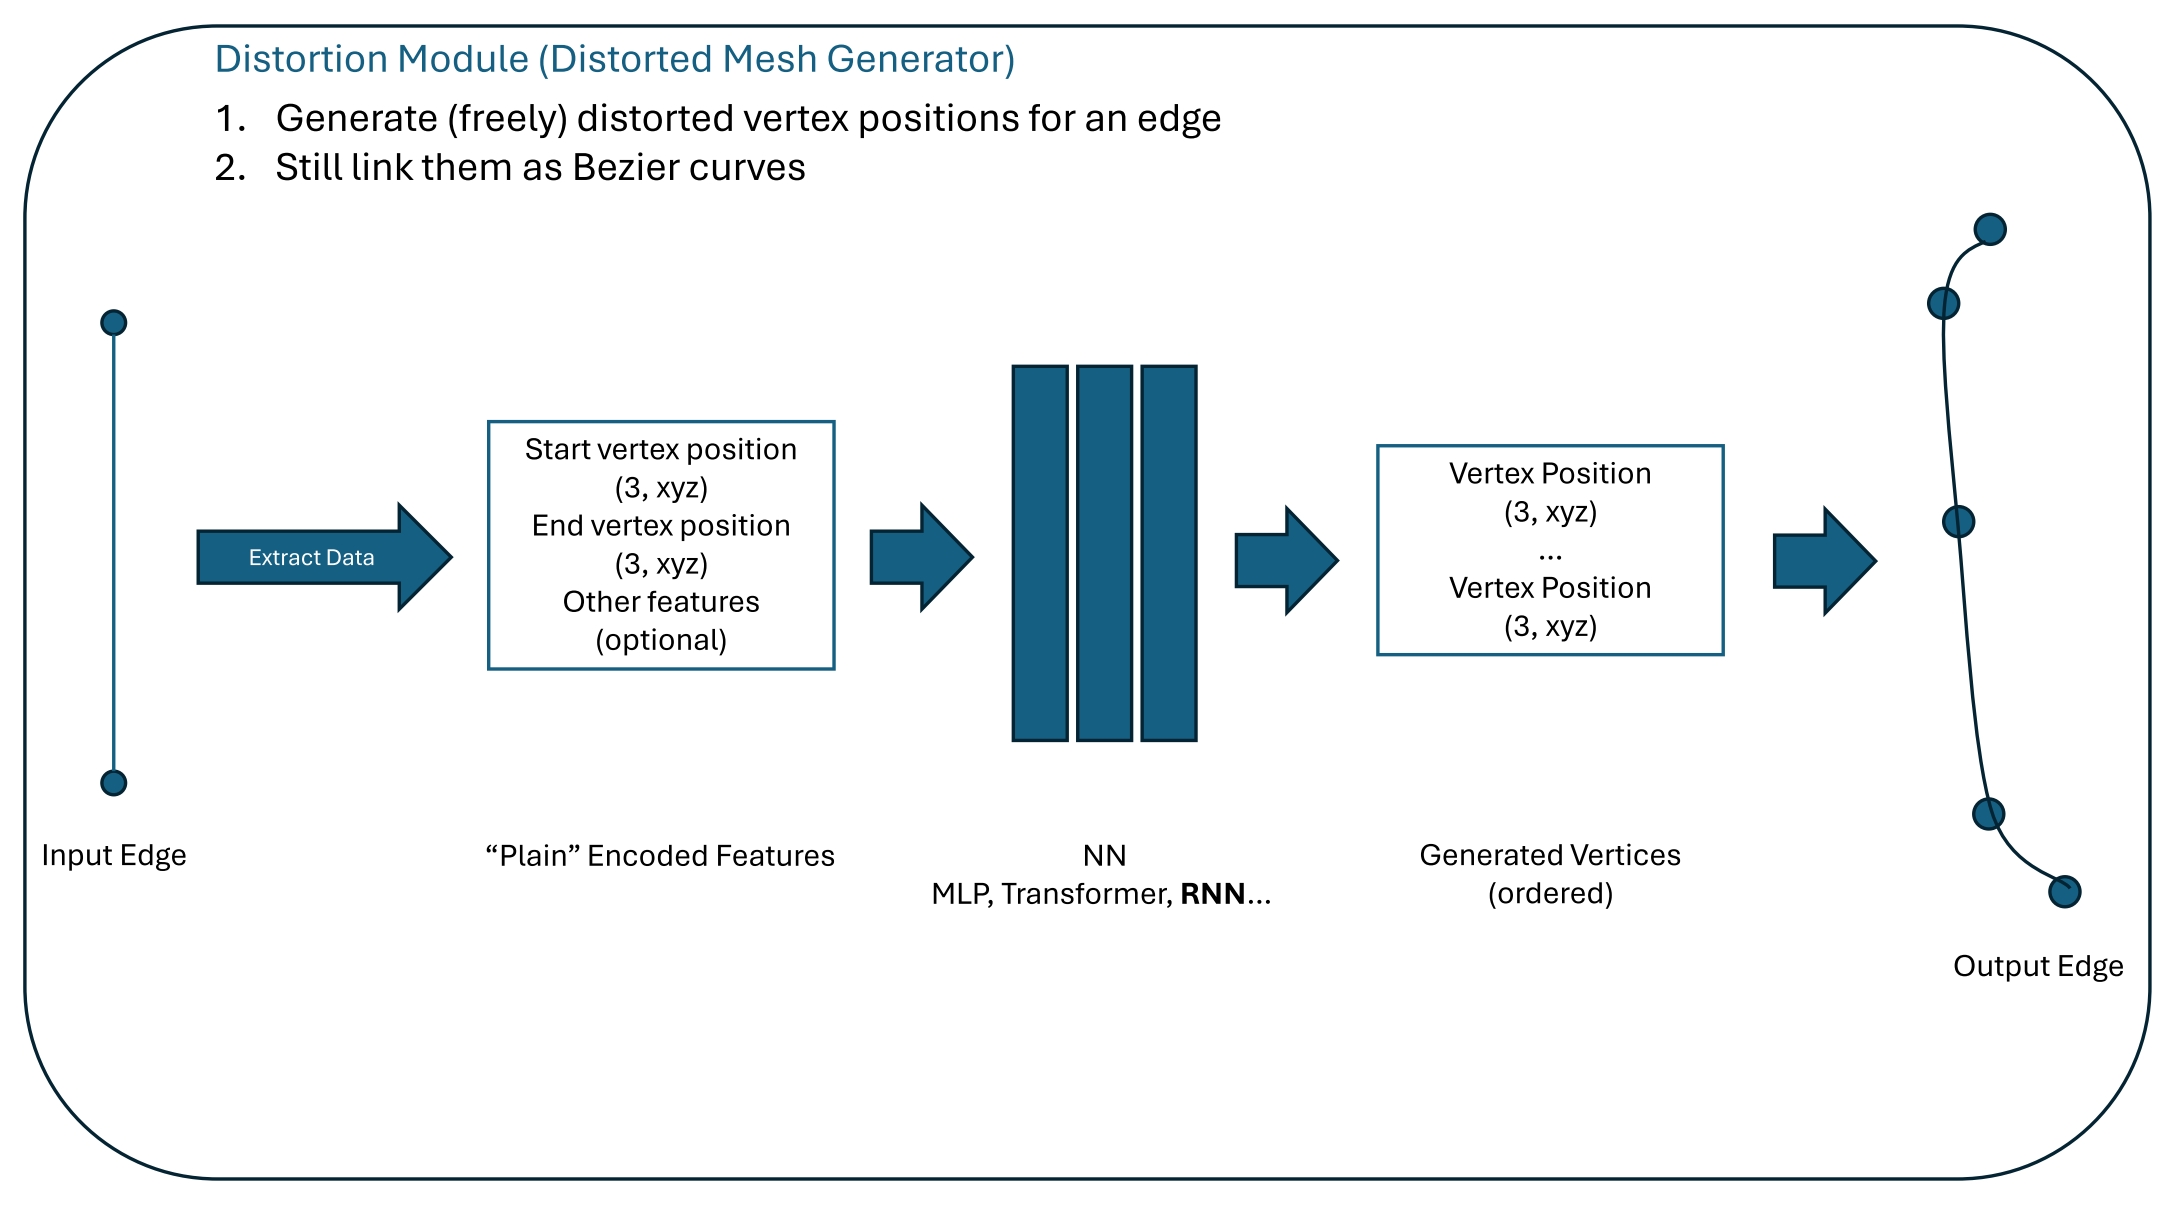 Distortion Module (Distorted Mesh Generator)
1. Generate (freely) distorted vertex positions for an edge
2. Still link them as Bezier curves
Input Edge
Extract Data
Start vertex position
(3, xyz)
End vertex position
(3, xyz)
Other features
(optional)
“Plain” Encoded Features
NN
MLP, Transformer, RNN...
Vertex Position
(3, xyz)
...
Vertex Position
(3, xyz)
Generated Vertices
(ordered)
Output Edge